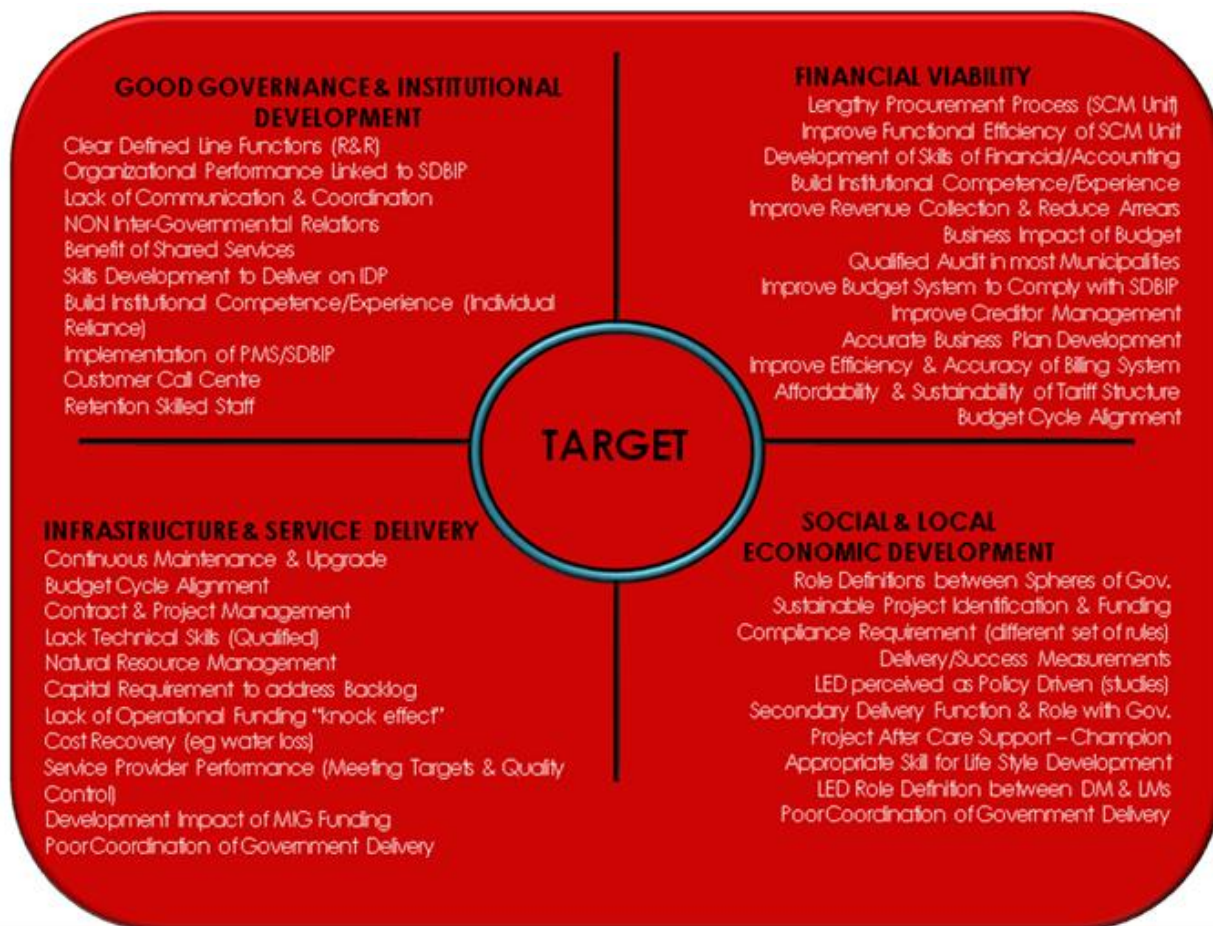 GOOD GOVERNANCE & INSTITUTIONAL
DEVELOPMENT
Clear Defined Line Functions (R&R)
Organizational Performance Linked to SDBIP
Lack of Communication & Coordination
NON Inter-Governmental Relations
Benefit of Shared Services
Skills Development to Deliver on IDP
Build Institutional Competence/Experience (Individual
Reliance)
Implementation of PMS/SDBIP
Customer Call Centre
Retention Skilled Staff
FINANCIAL VIABILITY
Lengthy Procurement Process (SCM Unit)
Improve Functional Efficiency of SCM Unit
Development of Skills of Financial/Accounting
Build Institutional Competence/Experience
Improve Revenue Collection & Reduce Arrears
Business Impact of Budget
Qualified Audit in most Municipalities
Improve Budget System to Comply with SDBIP
Improve Creditor Management
Accurate Business Plan Development
Improve Efficiency & Accuracy of Billing System
Affordability & Sustainability of Tariff Structure
Budget Cycle Alignment
TARGET
INFRASTRUCTURE & SERVICE DELIVERY
Continuous Maintenance & Upgrade
Budget Cycle Alignment
Contract & Project Management
Lack Technical Skills (Qualified)
Natural Resource Management
Capital Requirement to address Backlog
Lack of Operational Funding "knock effect"
Cost Recovery (eg water loss)
Service Provider Performance (Meeting Targets & Quality
Control)
Development Impact of MIG Funding
Poor Coordination of Government Delivery
SOCIAL & LOCAL
ECONOMIC DEVELOPMENT
Role Definitions between Spheres of Gov.
Sustainable Project Identification & Funding
Compliance Requirement (different set of rules)
Delivery/Success Measurements
LED perceived as Policy Driven (studies)
Secondary Delivery Function & Role with Gov.
Project After Care Support – Champion
Appropriate Skill for Life Style Development
LED Role Definition between DM & LMs
Poor Coordination of Government Delivery